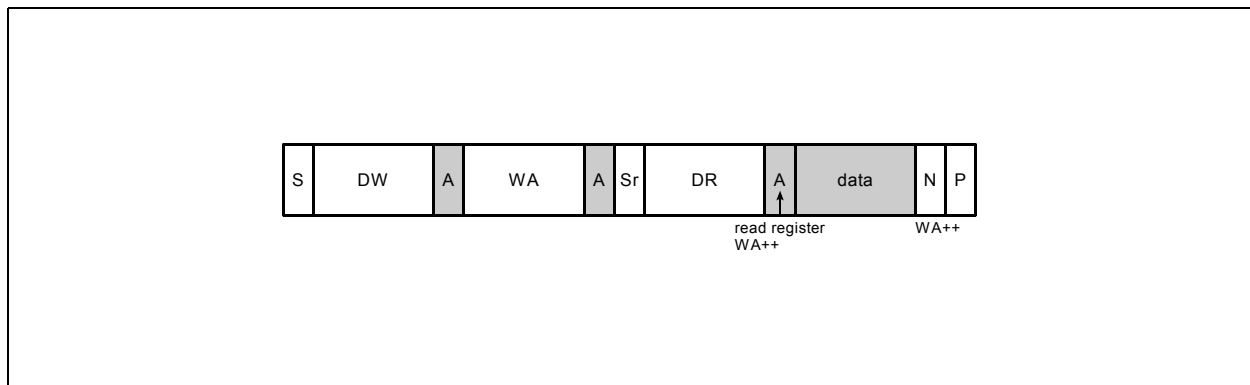 S DW A WA A Sr DR A data N P
read register WA++
WA++